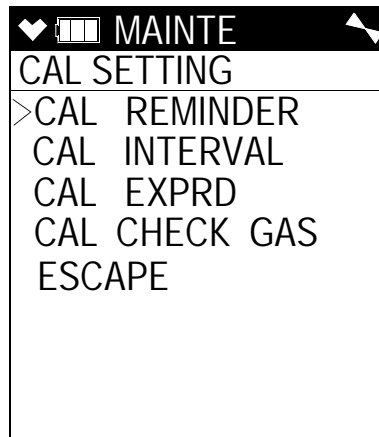 MAINTE
CAL SETTING
>CAL REMINDER
CAL INTERVAL
CAL EXPRD
CAL CHECK GAS
ESCAPE